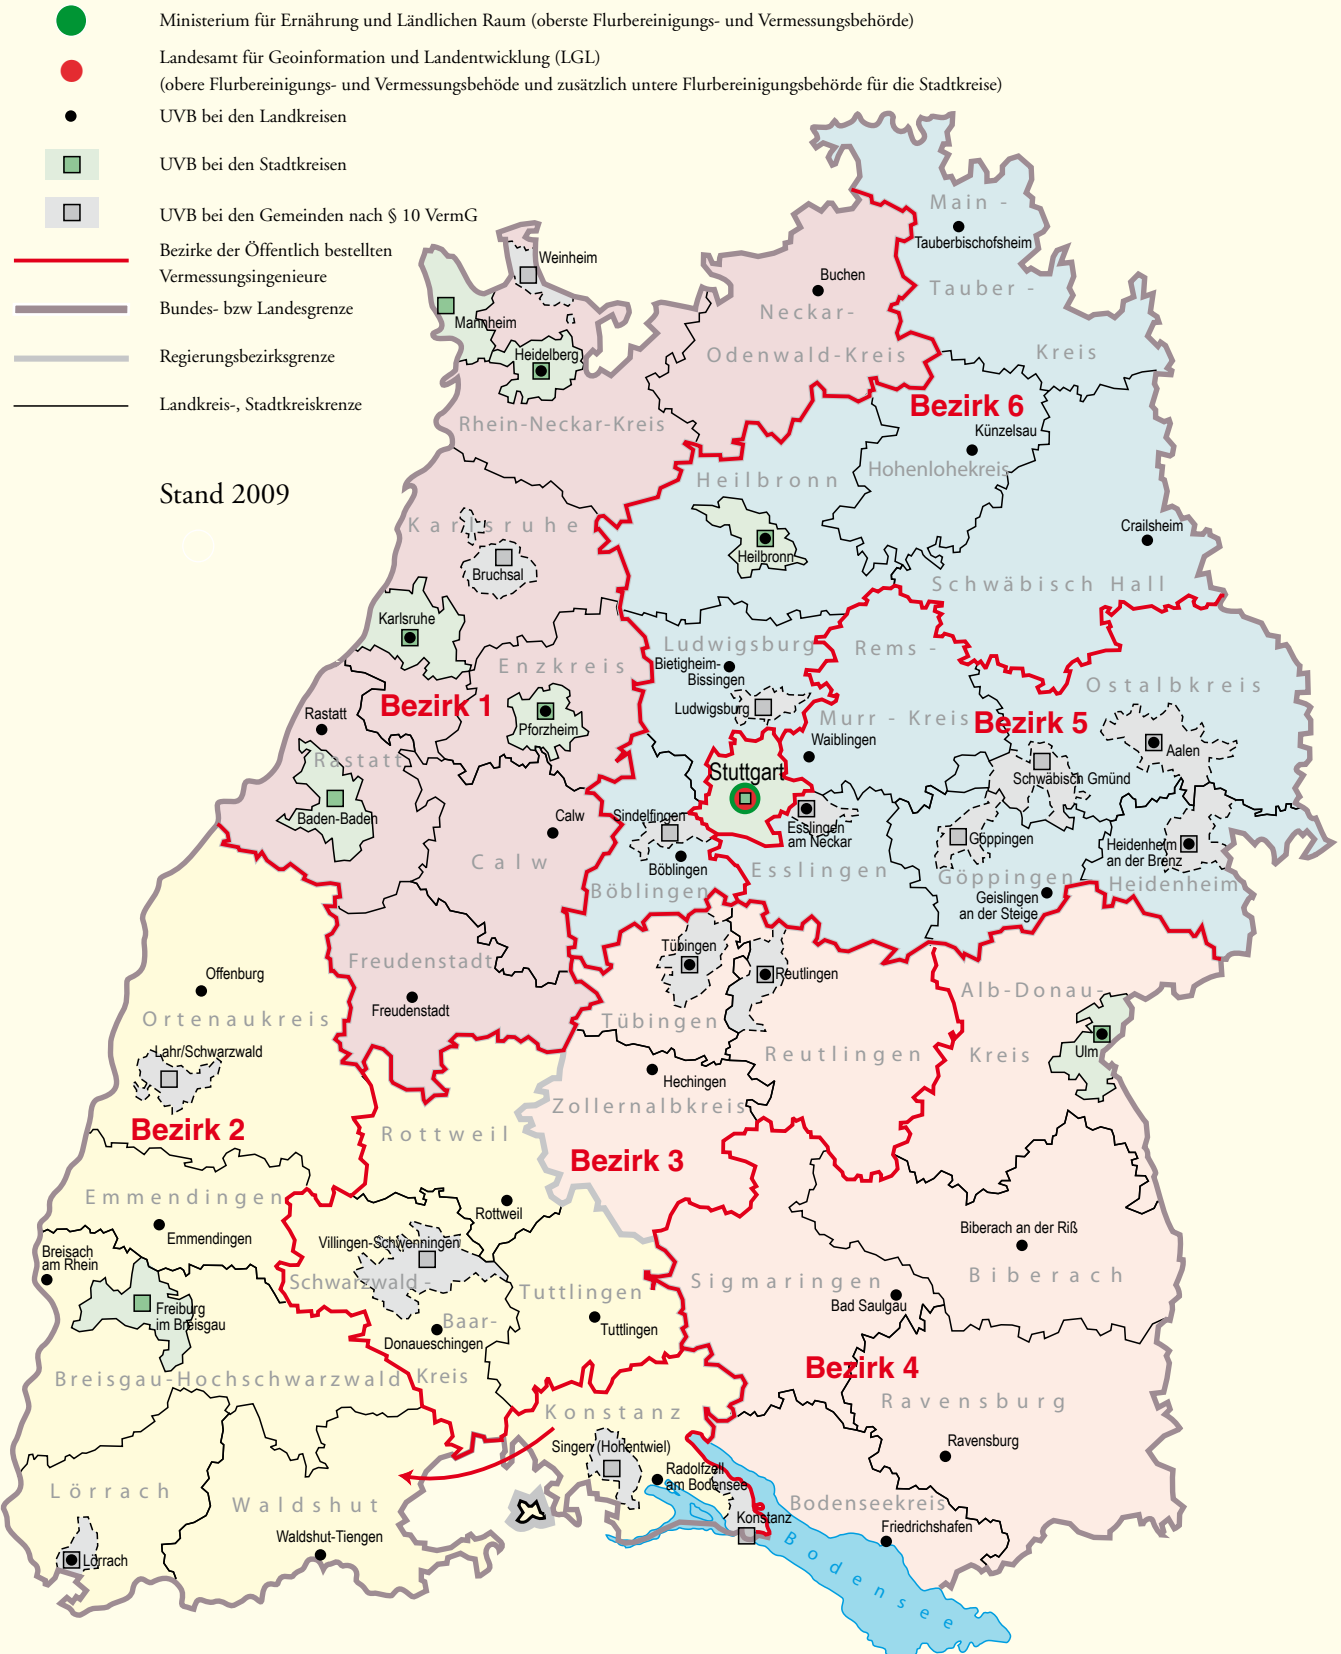 Ministerium für Ernährung und Ländlichen Raum (oberste Flurbereinigungs- und Vermessungsbehörde)
Landesamt für Geoinformation und Landentwicklung (LGL)
(obere Flurbereinigungs- und Vermessungsbehöde und zusätzlich untere Flurbereinigungsbehörde für die Stadtkreise)
UVB bei den Landkreisen
UVB bei den Stadtkreisen
UVB bei den Gemeinden nach § 10 VermG
Bezirke der Öffentlich bestellten
Vermessungsingenieure
Bundes- bzw Landesgrenze
Regierungsbezirksgrenze
Landkreis-, Stadtkreiskrenze
Stand 2009
Main -
Tauberbischofsheim
Tauber -
Kreis
Weinheim
Buchen
Neckar-
Odenwald-Kreis
Mannheim
Heidelberg
Rhein-Neckar-Kreis
Bezirk 6
Künzelsau
Hohenlohekreis
Heilbronn
Heilbronn
Crailsheim
Schwäbisch Hall
Karlsruhe
Bruchsal
Karlsruhe
Enzkreis
Bezirk 1
Pforzheim
Rastatt
Rastatt
Baden-Baden
Calw
Calw
Ludwigsburg
Bietigheim-
Bissingen
Ludwigsburg
Rems -
Murr - Kreis
Waiblingen
Bezirk 5
Ostalbkreis
Aalen
Schwäbisch Gmünd
Stuttgart
Sindelfingen
Böblingen
Böblingen
Esslingen
am Neckar
Esslingen
Göppingen
Göppingen
Geislingen
an der Steige
Heidenheim
an der Brenz
Heidenheim
Freudenstadt
Freudenstadt
Offenburg
Ortenaukreis
Lahr/Schwarzwald
Bezirk 2
Tübingen
Tübingen
Reutlingen
Reutlingen
Alb-Donau-
Kreis
Ulm
Hechingen
Zollernalbkreis
Bezirk 3
Rottweil
Rottweil
Emmendingen
Emmendingen
Breisach
am Rhein
Freiburg
im Breisgau
Breisgau-Hochschwarzwald
Villingen-Schwenningen
Schwarzwald -
Baar-
Kreis
Donaueschingen
Tuttlingen
Tuttlingen
Sigmaringen
Bad Saulgau
Biberach an der Riß
Biberach
Bezirk 4
Ravensburg
Ravensburg
Konstanz
Singen (Hohentwiel)
Radolfzell
am Bodensee
Konstanz
Bodenseekreis
Friedrichshafen
Bodensee
Lörrach
Lörrach
Waldshut
Waldshut-Tiengen